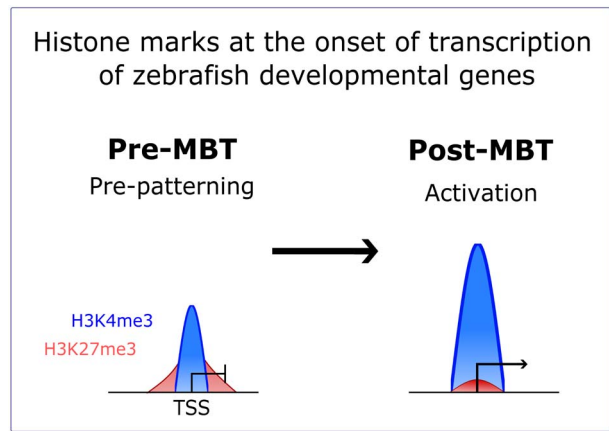 Histone marks at the onset of transcription
of zebrafish developmental genes
Pre-MBT
Pre-patterning
Post-MBT
Activation
H3K4me3
H3K27me3
TSS